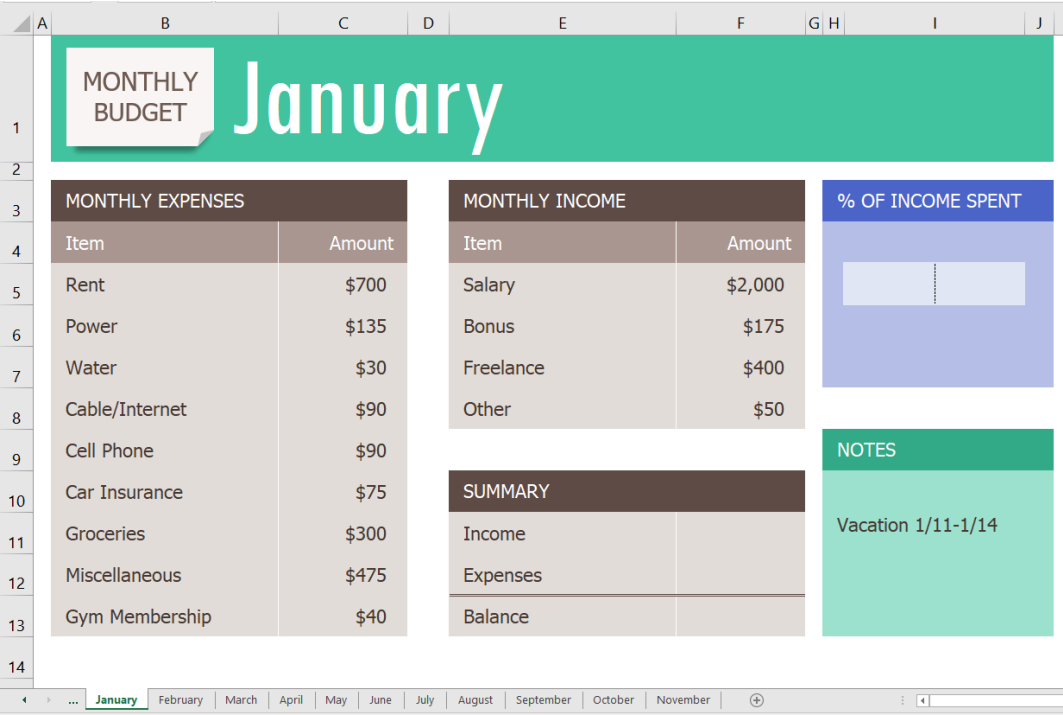 A B C D E F G H I J
1 MONTHLY BUDGET January
2
3 MONTHLY EXPENSES MONTHLY INCOME % OF INCOME SPENT
4 Item Amount Item Amount
5 Rent $700 Salary $2,000
6 Power $135 Bonus $175
7 Water $30 Freelance $400
8 Cable/Internet $90 Other $50
9 Cell Phone $90 NOTES
10 Car Insurance $75 SUMMARY
11 Groceries $300 Income Vacation 1/11-1/14
12 Miscellaneous $475 Expenses
13 Gym Membership $40 Balance
14
... January February March April May June July August September October November